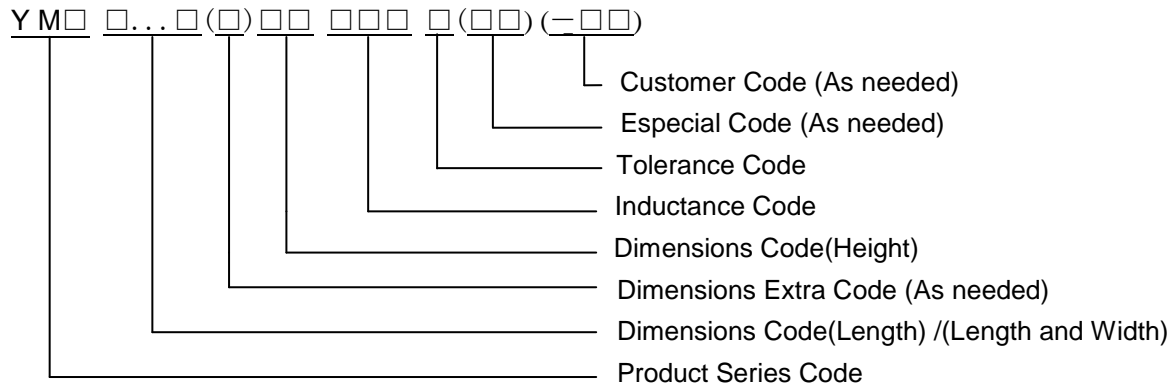 YM□ □...□(□)□□ □□□ □(□□)(-□□)
Customer Code (As needed)
Especial Code (As needed)
Tolerance Code
Inductance Code
Dimensions Code(Height)
Dimensions Extra Code (As needed)
Dimensions Code(Length) /(Length and Width)
Product Series Code